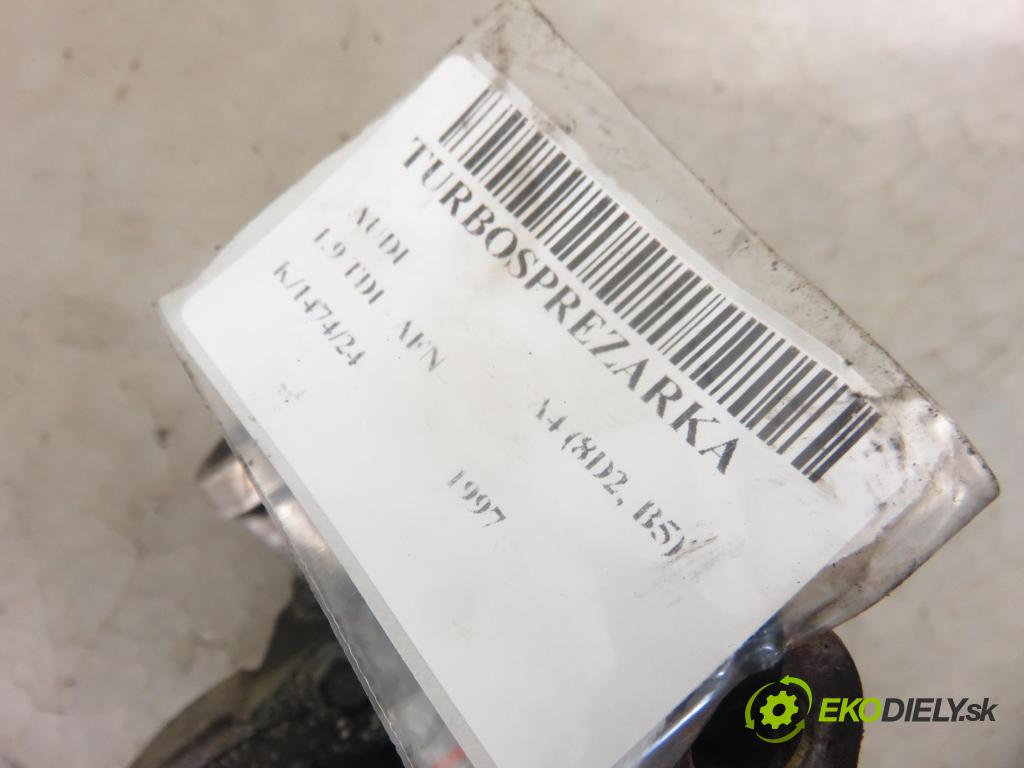 TURBOSPREZARKA
AUDI A4 (8D2, B5)
1.9 TDI - AFN 1997
K/1474/24
EKODIELY.sk